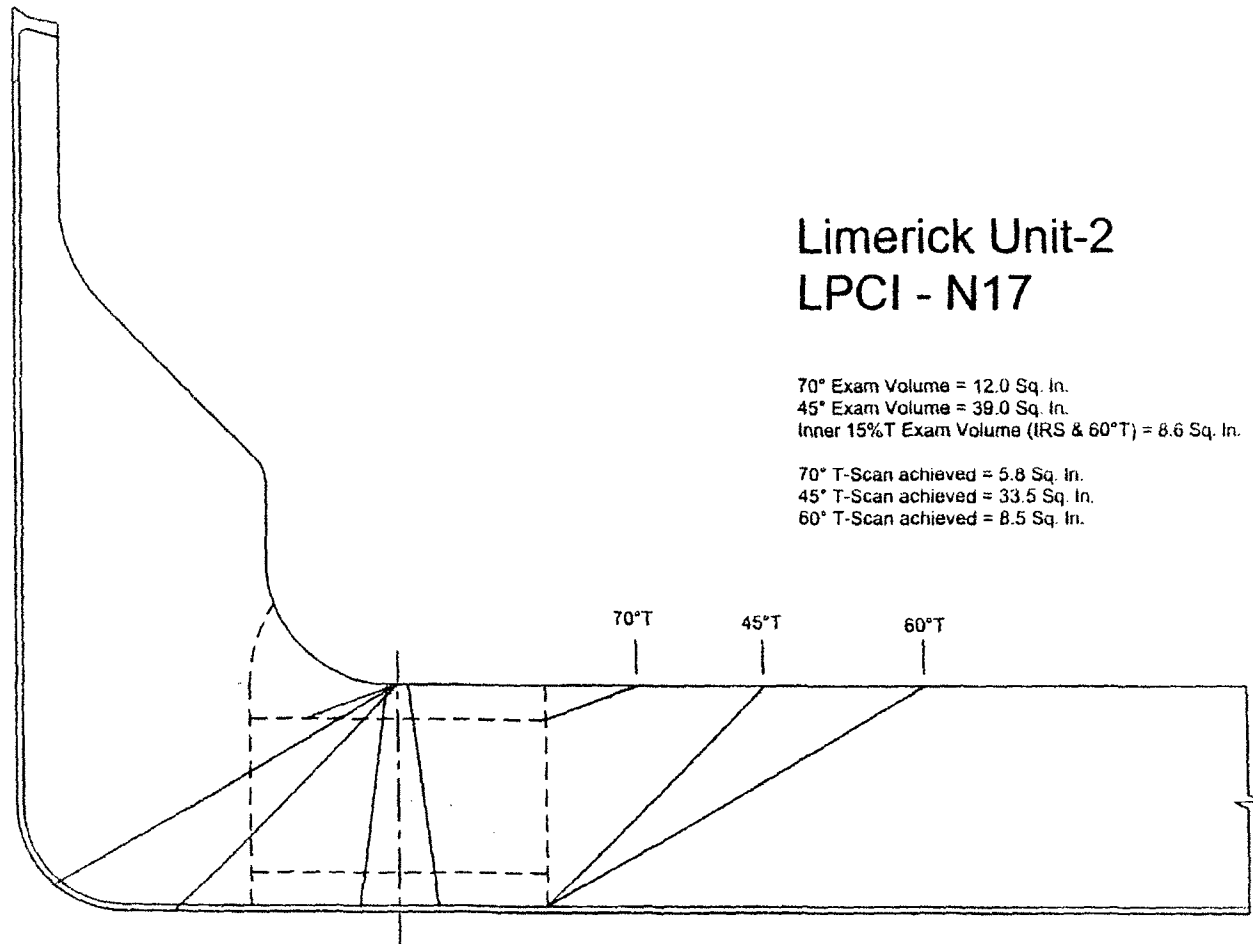 Limerick Unit-2
LPCI - N17
70° Exam Volume = 12.0 Sq. In.
45° Exam Volume = 39.0 Sq. In.
Inner 15%T Exam Volume (IRS & 60°T) = 8.6 Sq. In.
70° T-Scan achieved = 5.8 Sq. In.
45° T-Scan achieved = 33.5 Sq. In.
60° T-Scan achieved = 8.5 Sq. In.
70°T 45°T 60°T